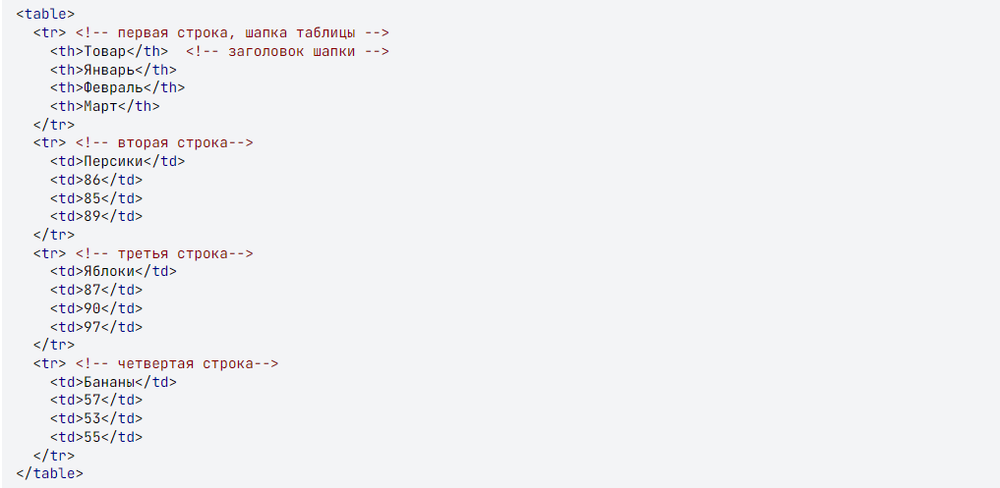 <table>
<tr> <!-- первая строка, шапка таблицы -->
<th>Товар</th>  <!-- заголовок шапки -->
<th>Январь</th>
<th>Февраль</th>
<th>Март</th>
</tr>
<tr> <!-- вторая строка-->
<td>Персики</td>
<td>86</td>
<td>85</td>
<td>89</td>
</tr>
<tr> <!-- третья строка-->
<td>Яблоки</td>
<td>87</td>
<td>90</td>
<td>97</td>
</tr>
<tr> <!-- четвертая строка-->
<td>Бананы</td>
<td>57</td>
<td>53</td>
<td>55</td>
</tr>
</table>